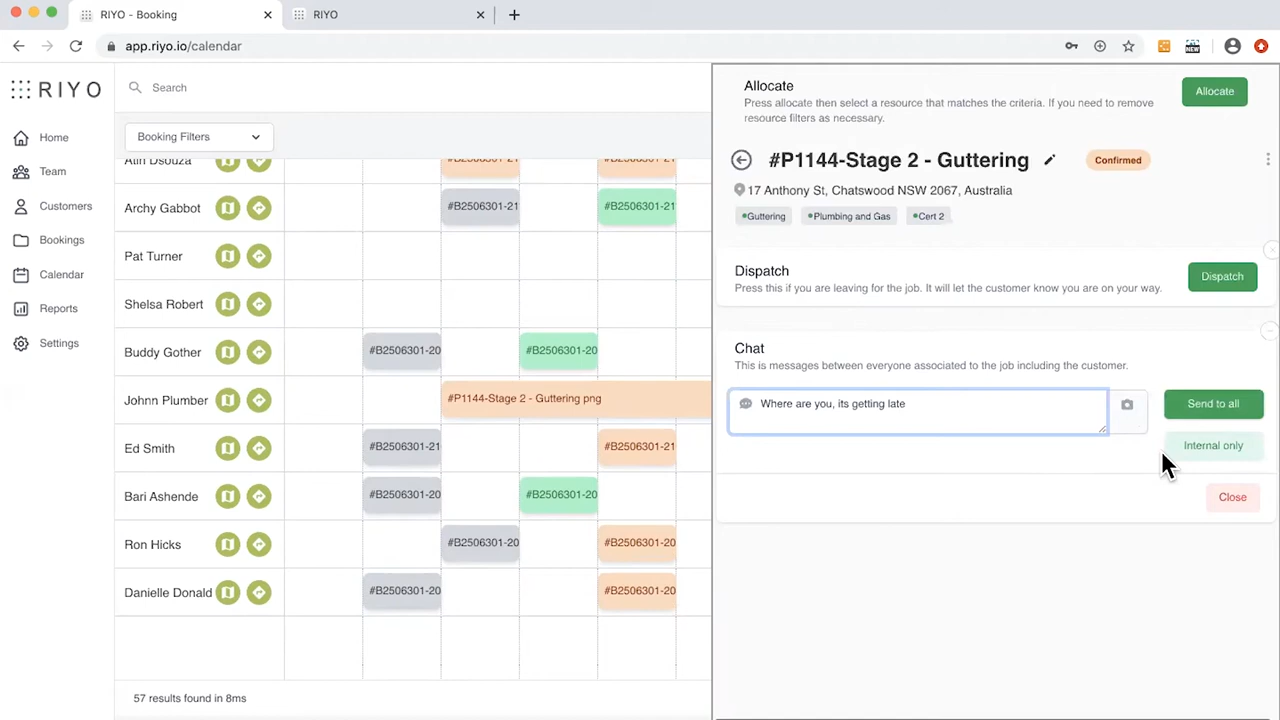 RIYO - Booking
RIYO
app.riyo.io/calendar
NEW
RIYO
Search
Home
Team
Customers
Bookings
Calendar
Reports
Settings
Booking Filters
Archy Gabbot
#B2506301-21
#B2506301-21
Pat Turner
Shelsa Robert
Buddy Gother
#B2506301-20
#B2506301-20
Johnn Plumber
#P1144-Stage 2 - Guttering png
Ed Smith
#B2506301-21
#B2506301-21
Bari Ashende
#B2506301-20
#B2506301-20
Ron Hicks
#B2506301-20
#B2506301-20
Danielle Donald
#B2506301-20
#B2506301-20
57 results found in 8ms
Allocate
Press allocate then select a resource that matches the criteria. If you need to remove
resource filters as necessary.
Allocate
#P1144-Stage 2 - Guttering
Confirmed
17 Anthony St, Chatswood NSW 2067, Australia
Guttering
Plumbing and Gas
Cert 2
Dispatch
Press this if you are leaving for the job. It will let the customer know you are on your way.
Dispatch
Chat
This is messages between everyone associated to the job including the customer.
Where are you, its getting late
Send to all
Internal only
Close